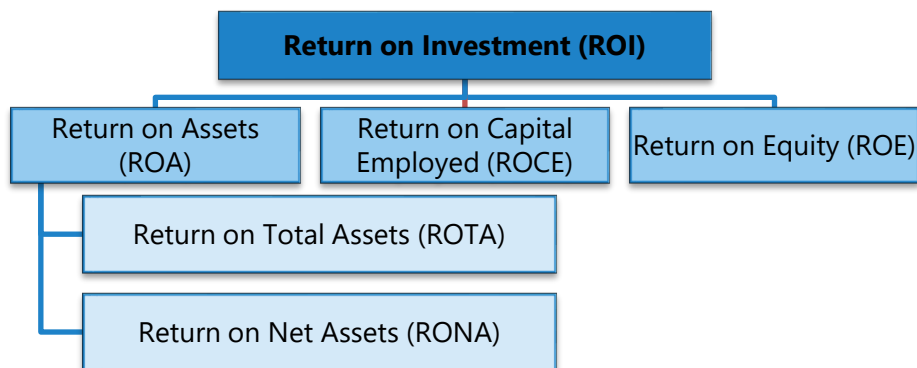 Return on Investment (ROI)
Return on Assets
(ROA)
Return on Capital
Employed (ROCE)
Return on Equity (ROE)
Return on Total Assets (ROTA)
Return on Net Assets (RONA)